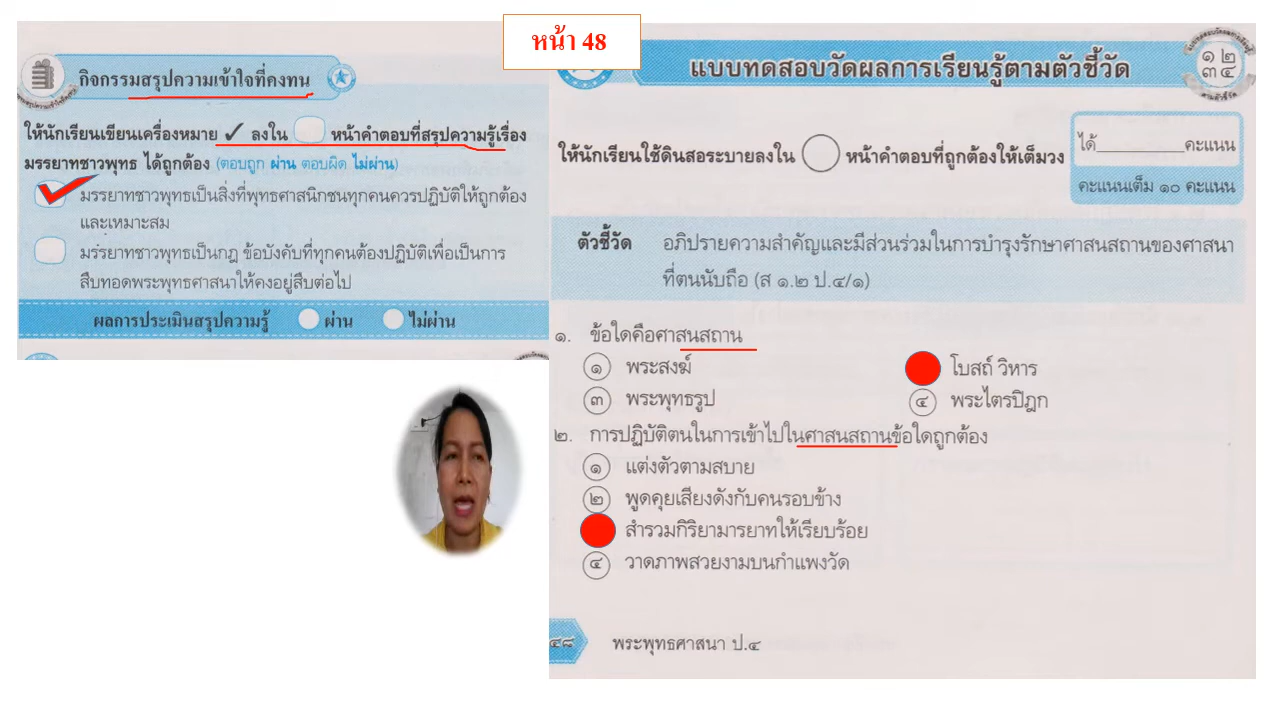 หน้า 48
กิจกรรมสรุปความเข้าใจที่คงทน
ให้นักเรียนเขียนเครื่องหมาย ✓ ลงใน หน้าคำตอบที่สรุปความรู้เรื่อง
มรรยาทชาวพุทธ ได้ถูกต้อง (ตอบถูก ผ่าน ตอบผิด ไม่ผ่าน)
มรรยาทชาวพุทธเป็นสิ่งที่พุทธศาสนิกชนทุกคนควรปฏิบัติให้ถูกต้อง
และเหมาะสม
มรรยาทชาวพุทธเป็นกฎ ข้อบังคับที่ทุกคนต้องปฏิบัติเพื่อเป็นการ
สืบทอดพระพุทธศาสนาให้คงอยู่สืบต่อไป
ผลการประเมินสรุปความรู้ ผ่าน ไม่ผ่าน
แบบทดสอบวัดผลการเรียนรู้ตามตัวชี้วัด
๑ ๒
๓ ๔
ให้นักเรียนใช้ดินสอระบายลงใน หน้าคำตอบที่ถูกต้องให้เต็มวง
ได้__________คะแนน
คะแนนเต็ม ๑๐ คะแนน
ตัวชี้วัด อภิปรายความสำคัญและมีส่วนร่วมในการบำรุงรักษาศาสนสถานของศาสนา
ที่ตนนับถือ (ส ๑.๒ ป.๔/๑)
๑. ข้อใดคือศาสนสถาน
๑ พระสงฆ์ โบสถ์ วิหาร
๓ พระพุทธรูป ๔ พระไตรปิฎก
๒. การปฏิบัติตนในการเข้าไปในศาสนสถานข้อใดถูกต้อง
๑ แต่งตัวตามสบาย
๒ พูดคุยเสียงดังกับคนรอบข้าง
สำรวมกิริยามารยาทให้เรียบร้อย
๔ วาดภาพสวยงามบนกำแพงวัด
๔๘ พระพุทธศาสนา ป.๔